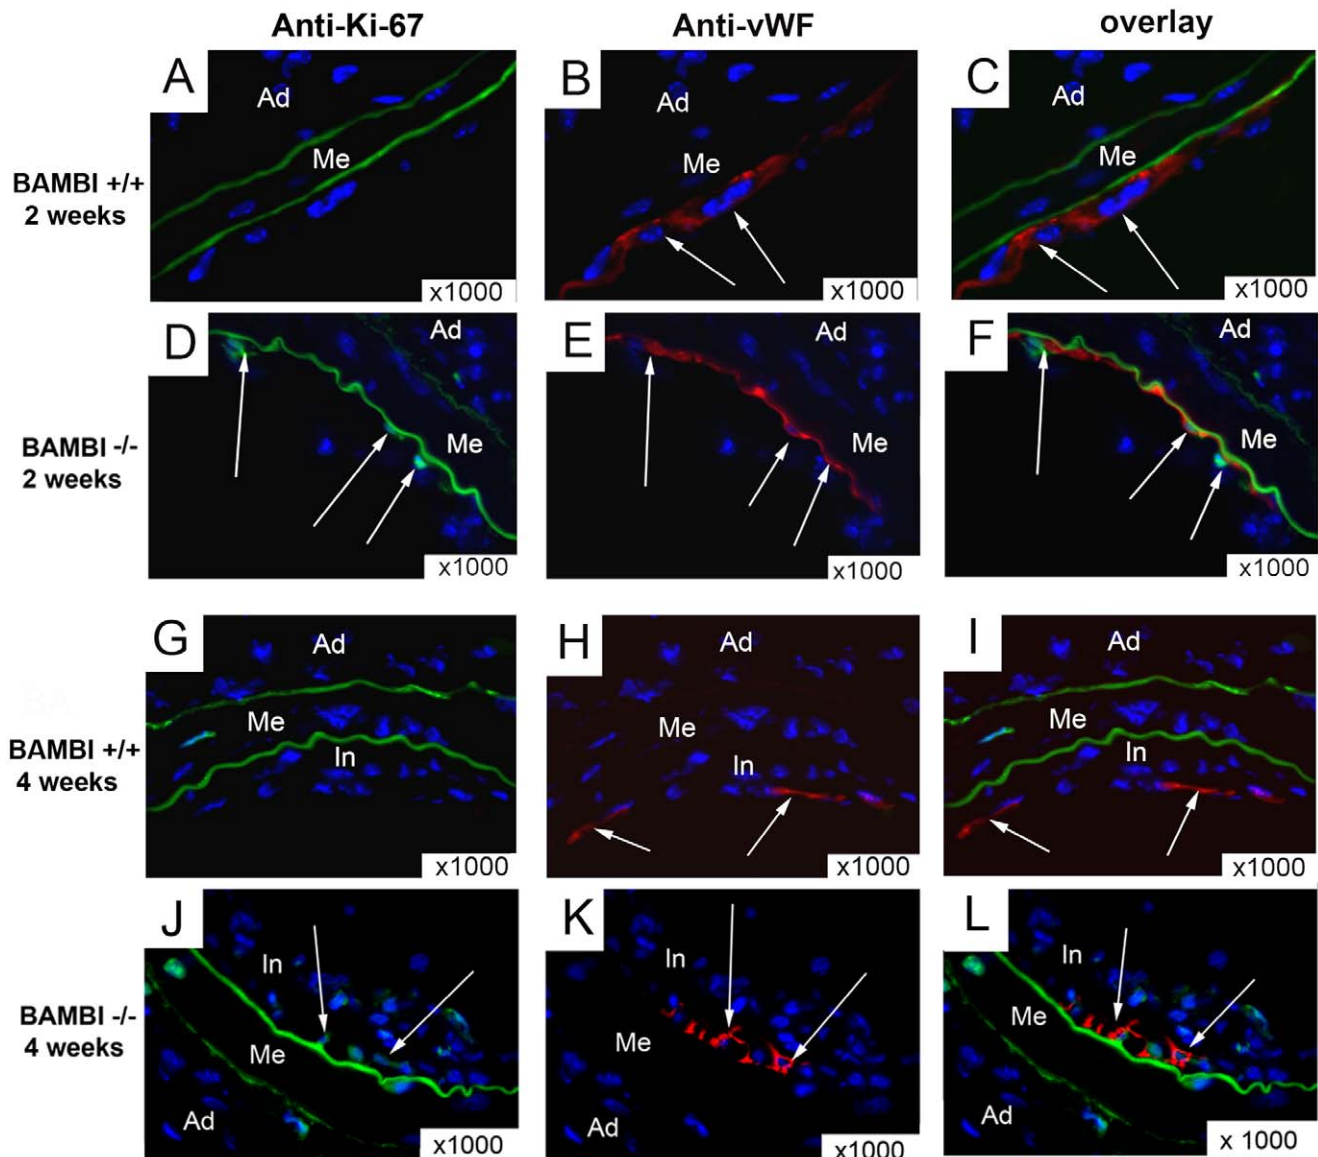 Anti-Ki-67 Anti-vWF overlay
A B C
Ad Ad Ad
Me Me Me
BAMBI +/+
2 weeks
x1000 x1000 x1000
D E F
Ad Ad Ad
Me Me Me
BAMBI -/-
2 weeks
x1000 x1000 x1000
G H I
Ad Ad Ad
Me Me Me
In In In
BAMBI +/+
4 weeks
x1000 x1000 x1000
J K L
In In In
Me Me Me
BAMBI -/-
4 weeks
Ad Ad Ad
x1000 x1000 x 1000